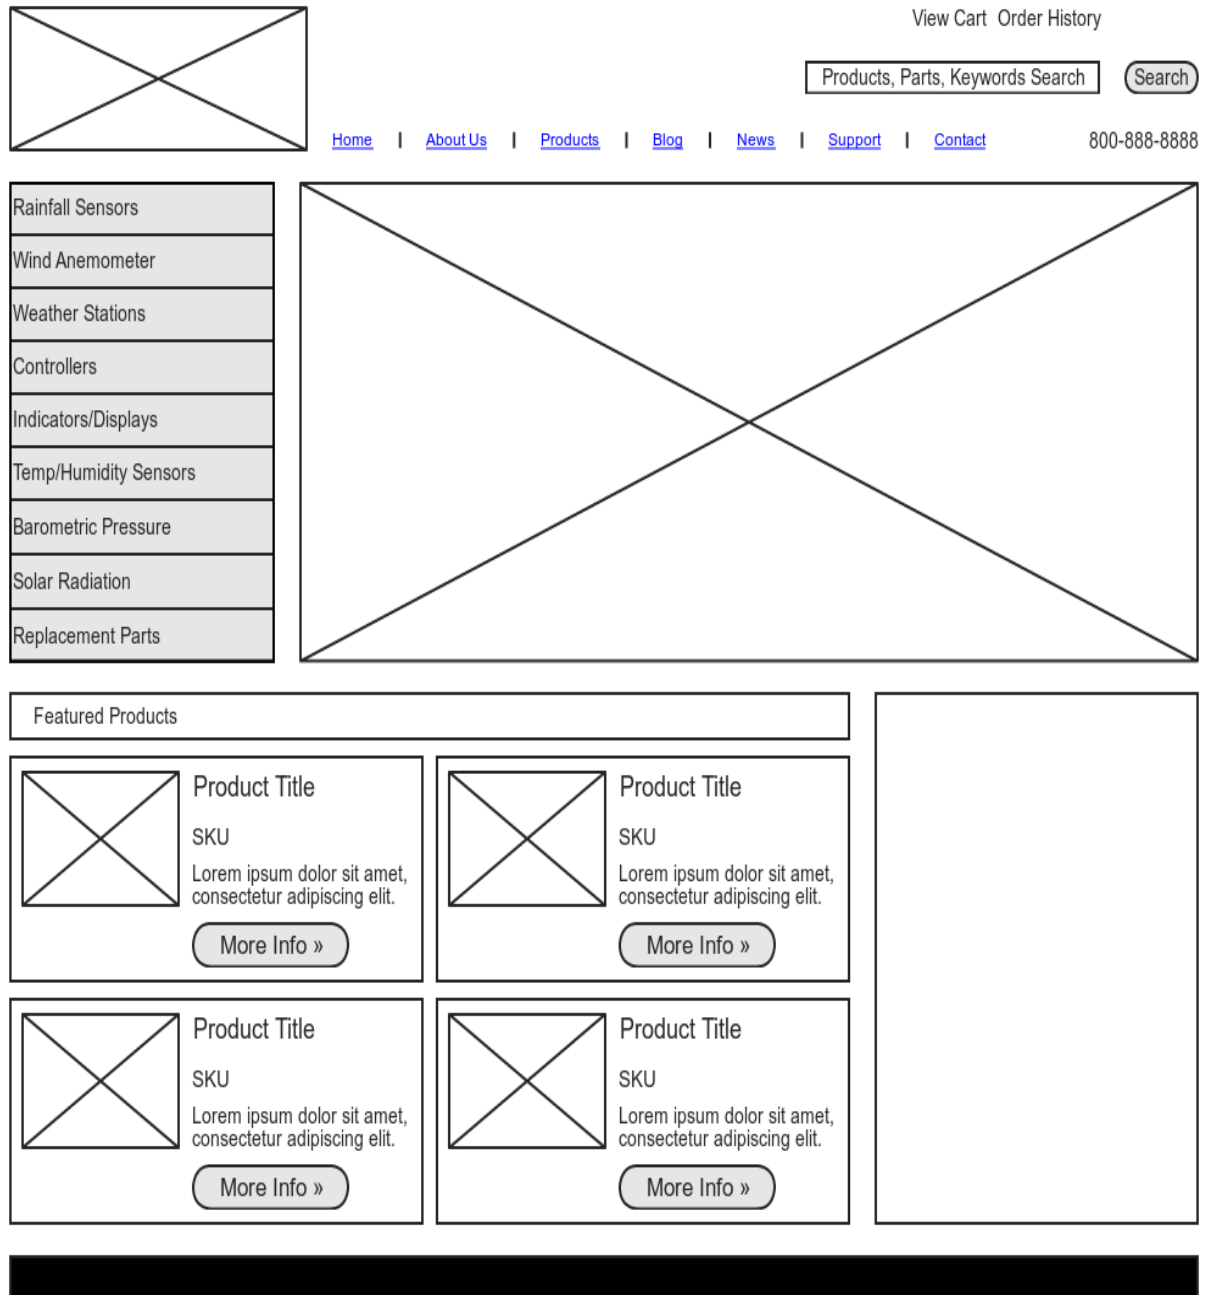 View Cart Order History
Products, Parts, Keywords Search Search
Home | About Us | Products | Blog | News | Support | Contact 800-888-8888
Rainfall Sensors
Wind Anemometer
Weather Stations
Controllers
Indicators/Displays
Temp/Humidity Sensors
Barometric Pressure
Solar Radiation
Replacement Parts
Featured Products
Product Title
SKU
Lorem ipsum dolor sit amet,
consectetur adipiscing elit.
More Info »
Product Title
SKU
Lorem ipsum dolor sit amet,
consectetur adipiscing elit.
More Info »
Product Title
SKU
Lorem ipsum dolor sit amet,
consectetur adipiscing elit.
More Info »
Product Title
SKU
Lorem ipsum dolor sit amet,
consectetur adipiscing elit.
More Info »